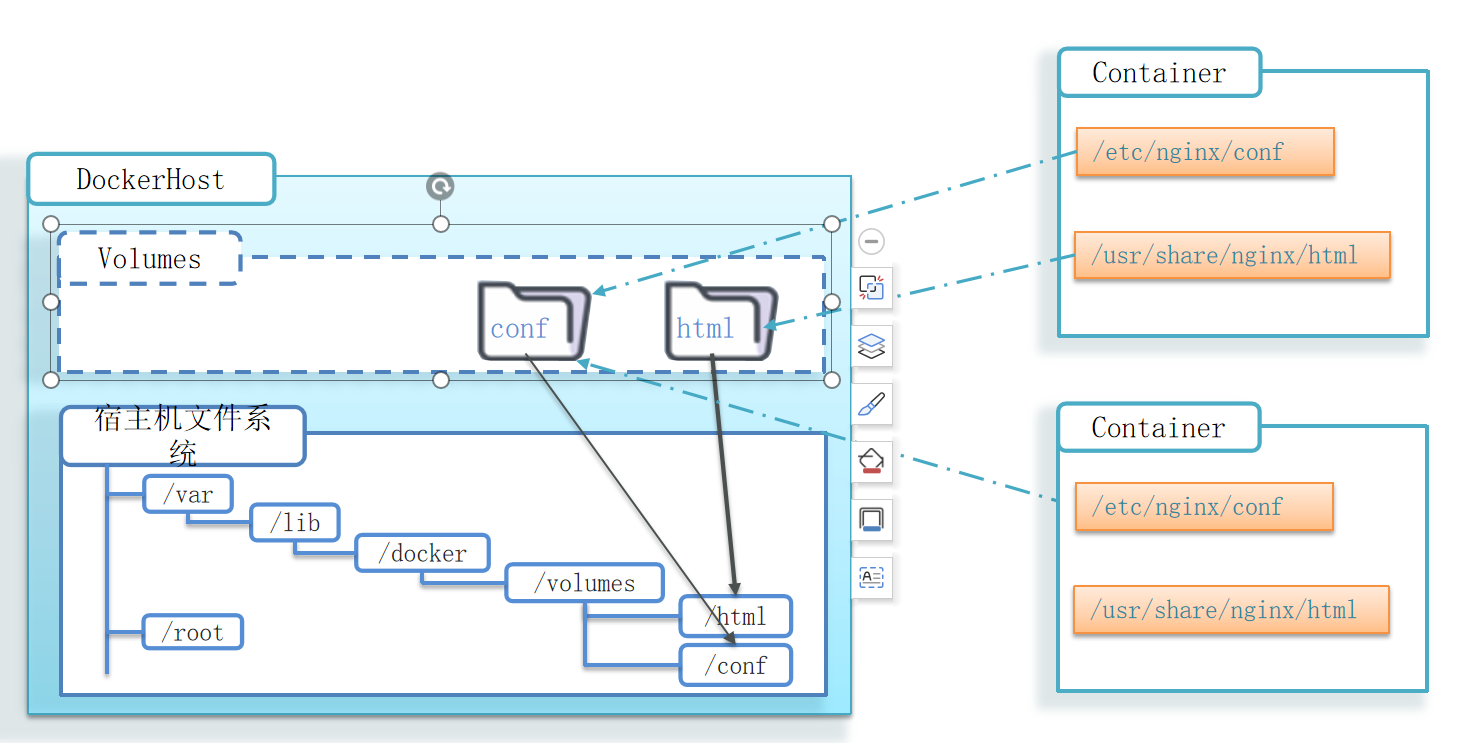 Container
/etc/nginx/conf
/usr/share/nginx/html
DockerHost
Volumes
conf
html
宿主机文件系
统
/var
/lib
/docker
/volumes
/html
/root
/conf
Container
/etc/nginx/conf
/usr/share/nginx/html
A